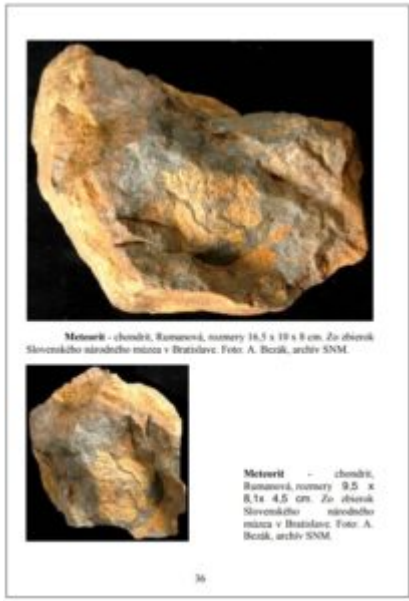 Meteorit - chondrit, Rumanová, rozmery 16,5 x 10 x 8 cm. Zo zbierok
Slovenského národného múzea v Bratislave. Foto: A. Bezák, archív SNM.
Meteorit - chondrit,
Rumanová, rozmery 9,5 x
8,1x 4,5 cm. Zo zbierok
Slovenského národného
múzea v Bratislave. Foto: A.
Bezák, archív SNM.
36